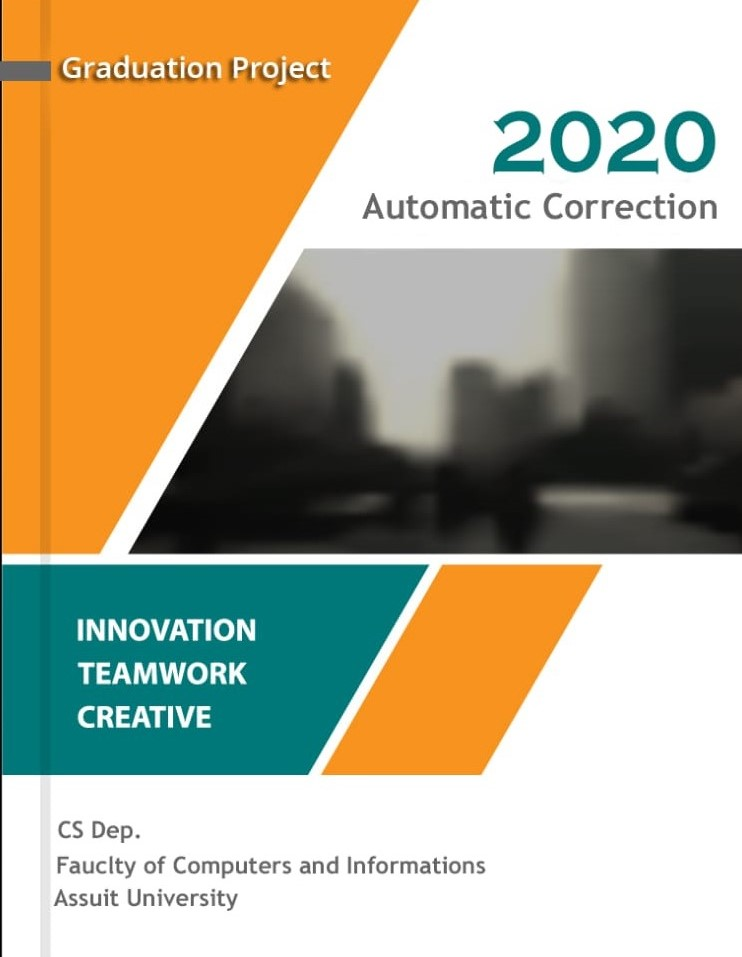 Graduation Project
2020
Automatic Correction
INNOVATION
TEAMWORK
CREATIVE
CS Dep.
Fauclty of Computers and Informations
Assuit University